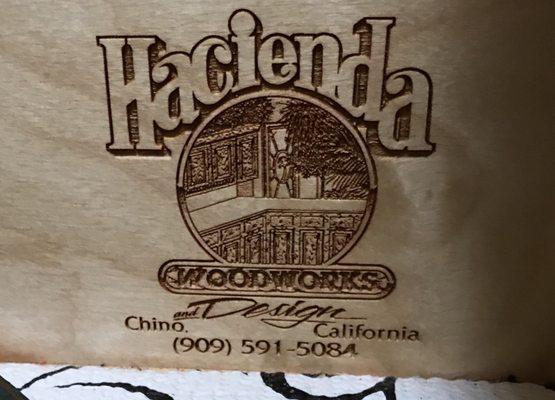 Hacienda
WOODWORKS
and Design
Chino. California
(909) 591-5084